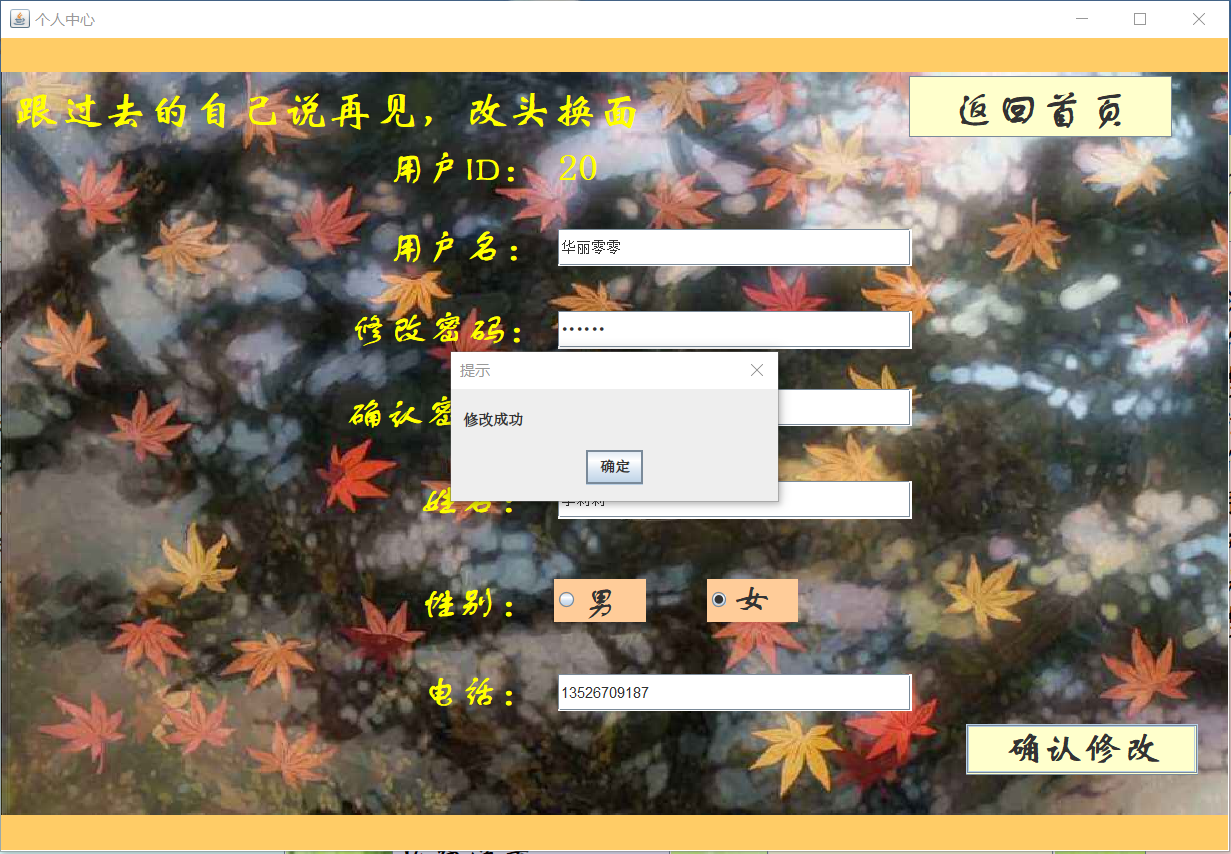 个人中心
跟过去的自己说再见，改头换面
返回首页
用户ID： 20
用户名： 华丽零零
修改密码： ••••••
提示
确认密
修改成功
确定
姓名：
性别： 男 女
电话： 13526709187
确认修改